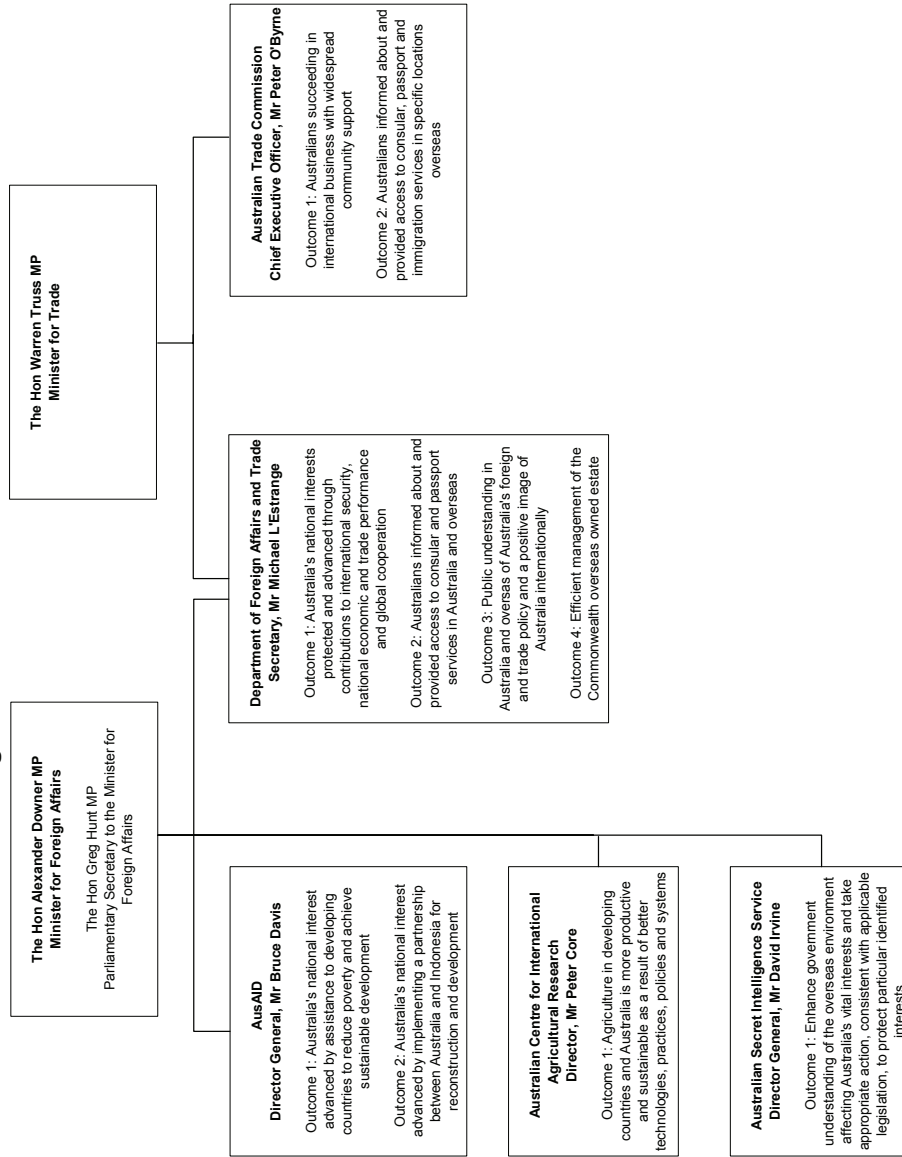 The Hon Alexander Downer MP
Minister for Foreign Affairs
The Hon Greg Hunt MP
Parliamentary Secretary to the Minister for
Foreign Affairs
The Hon Warren Truss MP
Minister for Trade
AusAID
Director General, Mr Bruce Davis
Outcome 1: Australia's national interest
advanced by assistance to developing
countries to reduce poverty and achieve
sustainable development
Outcome 2: Australia's national interest
advanced by implementing a partnership
between Australia and Indonesia for
reconstruction and development
Department of Foreign Affairs and Trade
Secretary, Mr Michael L'Estrange
Outcome 1: Australia's national interests
protected and advanced through
contributions to international security,
national economic and trade performance
and global cooperation
Outcome 2: Australians informed about and
provided access to consular and passport
services in Australia and overseas
Outcome 3: Public understanding in
Australia and overseas of Australia's foreign
and trade policy and a positive image of
Australia internationally
Outcome 4: Efficient management of the
Commonwealth overseas owned estate
Australian Trade Commission
Chief Executive Officer, Mr Peter O'Byrne
Outcome 1: Australians succeeding in
international business with widespread
community support
Outcome 2: Australians informed about and
provided access to consular, passport and
immigration services in specific locations
overseas
Australian Centre for International
Agricultural Research
Director, Mr Peter Core
Outcome 1: Agriculture in developing
countries and Australia is more productive
and sustainable as a result of better
technologies, practices, policies and systems
Australian Secret Intelligence Service
Director General, Mr David Irvine
Outcome 1: Enhance government
understanding of the overseas environment
affecting Australia's vital interests and take
appropriate action, consistent with applicable
legislation, to protect particular identified
interests